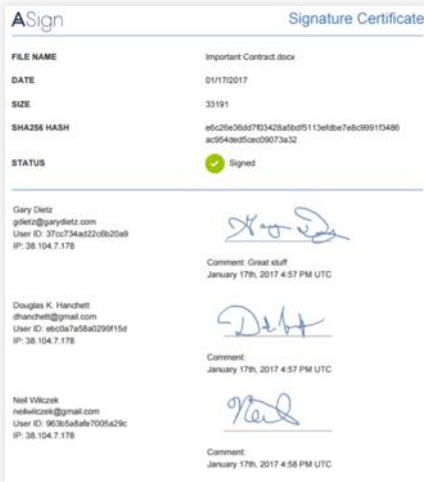 ASign
Signature Certificate
FILE NAME Important Contract.docx
DATE 01/17/2017
SIZE 33191
SHA256 HASH e6c26e36dd7f03428a5bdf5113efdbe7e8c9991f3486
ac954ded5cec09073a32
STATUS Signed
Gary Dietz
gdietz@garydietz.com
User ID: 37cc734ad22c6b20a9
IP: 38.104.7.178
Comment: Great stuff
January 17th, 2017 4:57 PM UTC
Douglas K. Hanchett
dhanchett@gmail.com
User ID: ebc0a7a58a0299f15d
IP: 38.104.7.178
Comment:
January 17th, 2017 4:57 PM UTC
Neil Wilczek
neilwilczek@gmail.com
User ID: 963b5a8afe7005a29c
IP: 38.104.7.178
Comment:
January 17th, 2017 4:58 PM UTC